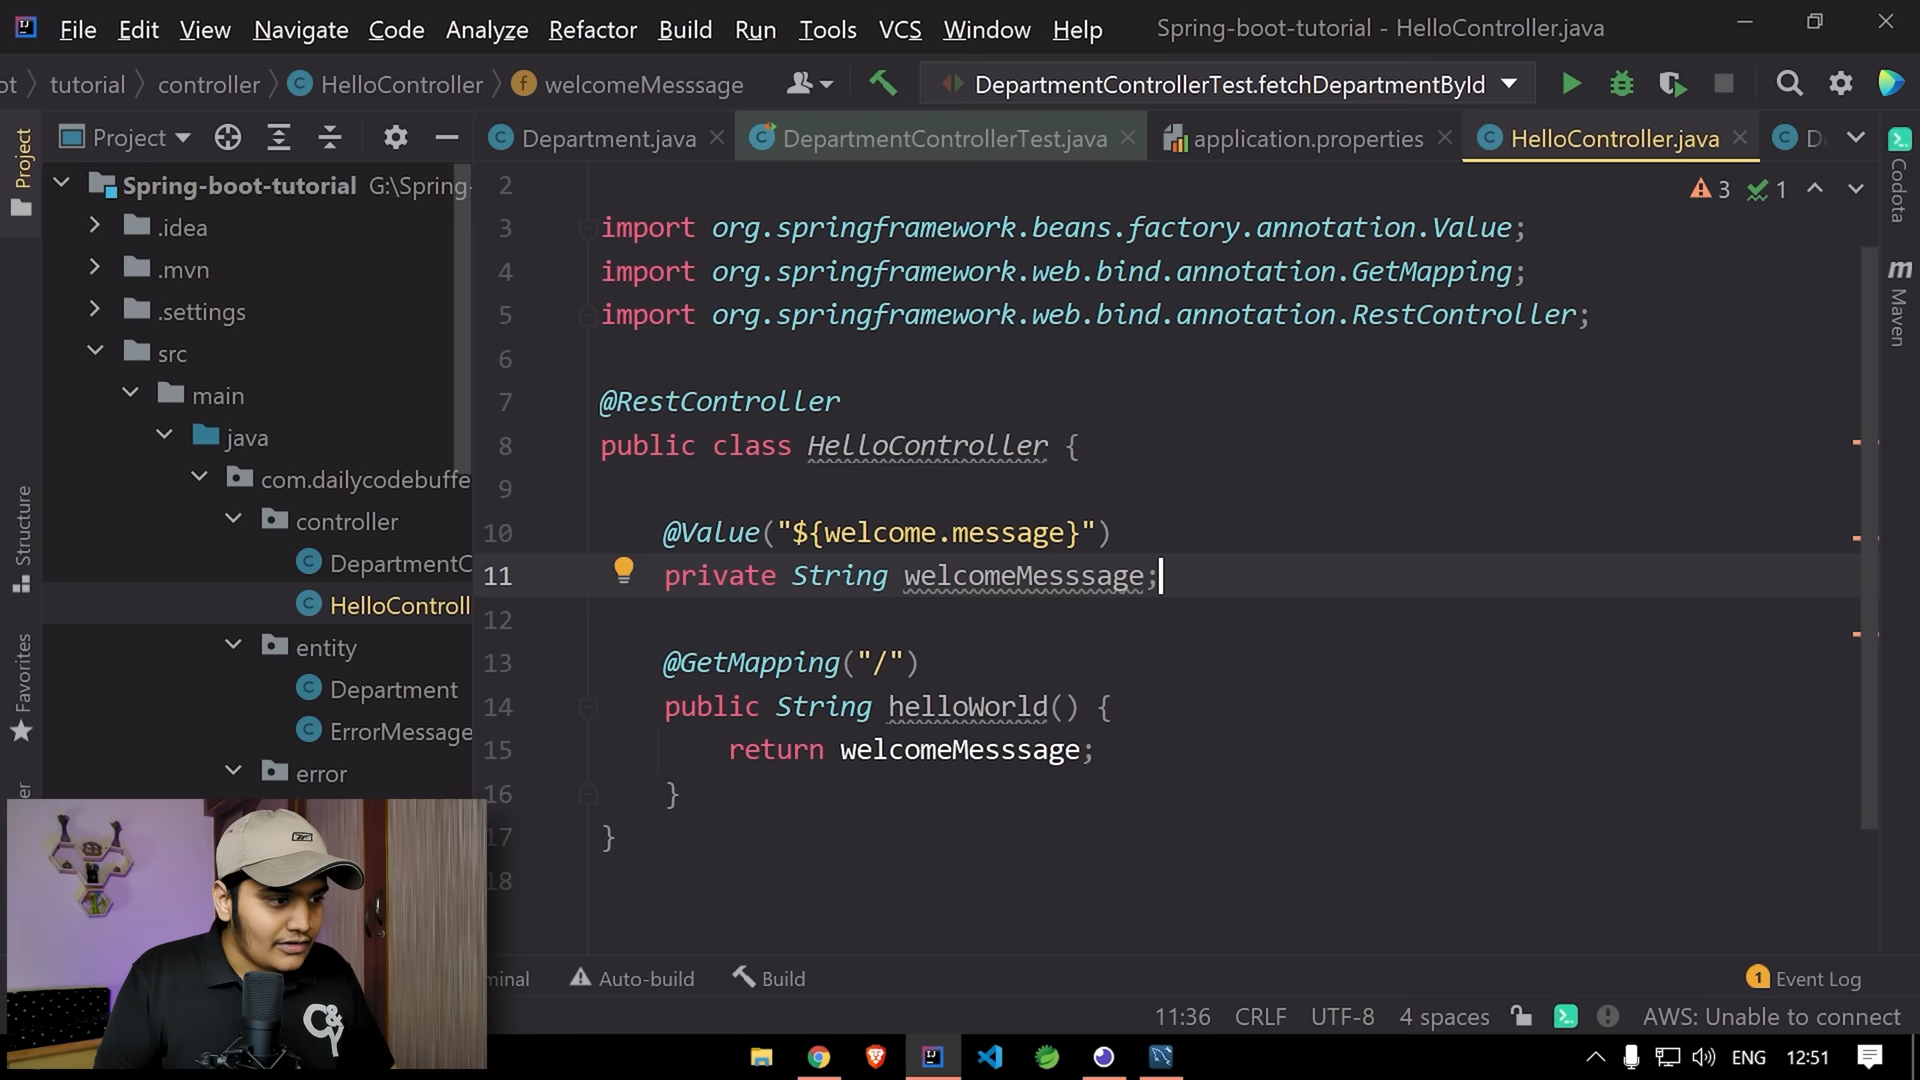 File Edit View Navigate Code Analyze Refactor Build Run Tools VCS Window Help Spring-boot-tutorial - HelloController.java
ot tutorial controller HelloController welcomeMesssage DepartmentControllerTest.fetchDepartmentById
Project Department.java DepartmentControllerTest.java application.properties HelloController.java D
Project
Structure
Favorites
er
Spring-boot-tutorial G:\Spring-
.idea
.mvn
.settings
src
main
java
com.dailycodebuffe
controller
DepartmentC
HelloControll
entity
Department
ErrorMessage
error
3 1
2
3 import org.springframework.beans.factory.annotation.Value;
4 import org.springframework.web.bind.annotation.GetMapping;
5 import org.springframework.web.bind.annotation.RestController;
6
7 @RestController
8 public class HelloController {
9
10 @Value("${welcome.message}")
11 private String welcomeMesssage;
12
13 @GetMapping("/")
14 public String helloWorld() {
15 return welcomeMesssage;
16 }
17 }
18
Codota
m Maven
C&Y
minal Auto-build Build 1 Event Log
11:36 CRLF UTF-8 4 spaces AWS: Unable to connect
ENG 12:51